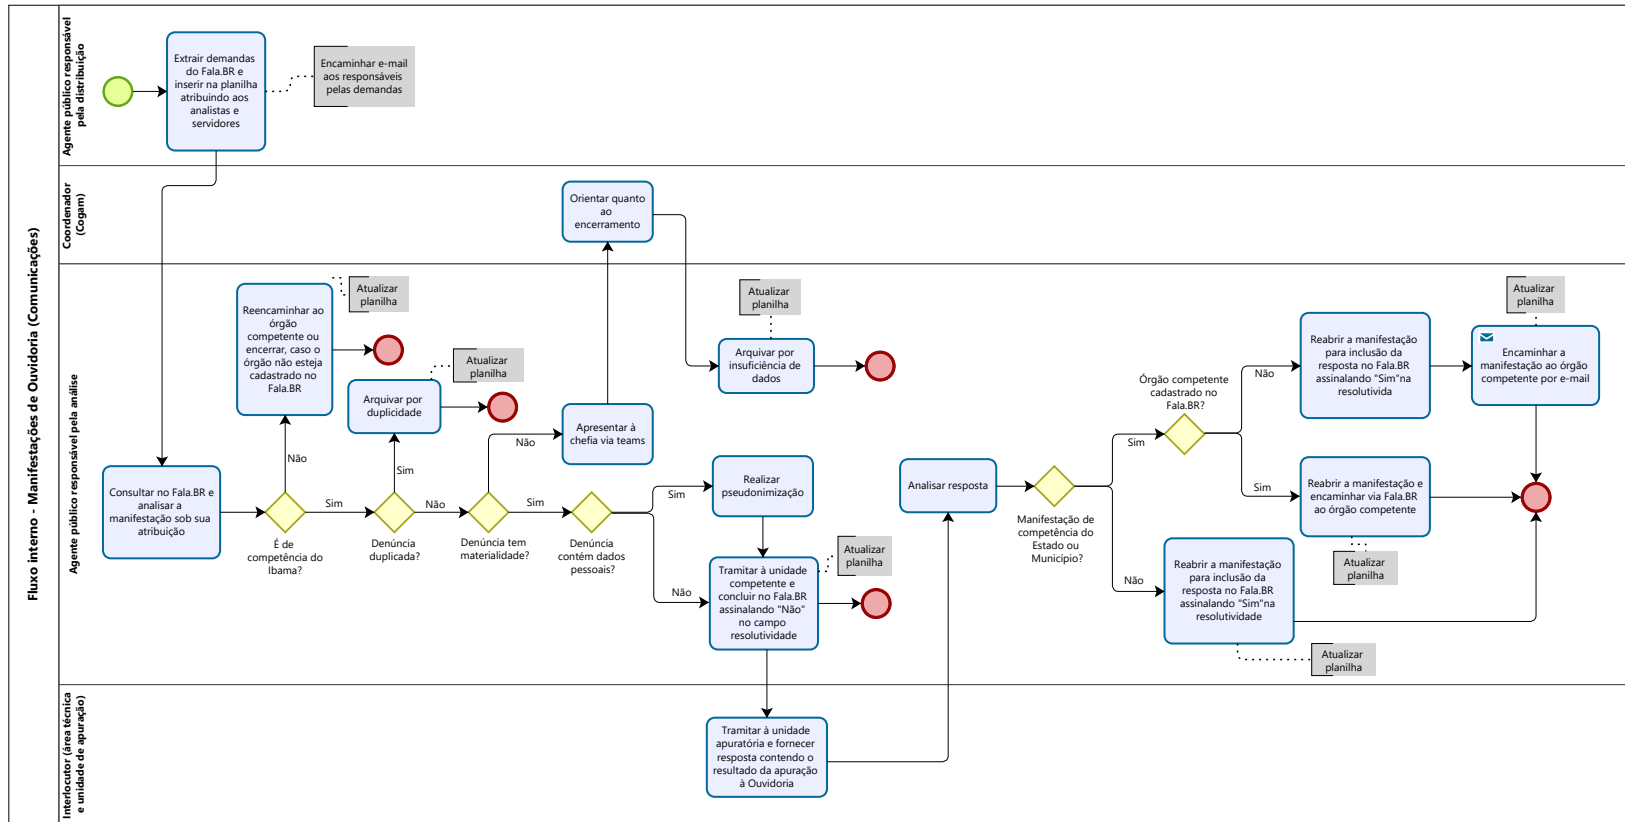 Fluxo interno - Manifestações de Ouvidoria (Comunicações)
Agente público responsável
pela distribuição
Extrair demandas
do Fala.BR e
inserir na planilha
atribuindo aos
analistas e
servidores
Encaminhar e-mail
aos responsáveis
pelas demandas
Coordenador
(Cogam)
Orientar quanto
ao
encerramento
Agente público responsável pela análise
Consultar no Fala.BR e
analisar a
manifestação sob sua
atribuição
É de
competência do
Ibama?
Não
Sim
Reencaminhar ao
órgão
competente ou
encerrar, caso o
órgão não esteja
cadastrado no
Fala.BR
Atualizar
planilha
Denúncia
duplicada?
Sim
Não
Arquivar por
duplicidade
Atualizar
planilha
Denúncia tem
materialidade?
Não
Sim
Apresentar à
chefia via teams
Arquivar por
insuficiência de
dados
Atualizar
planilha
Denúncia
contém dados
pessoais?
Sim
Não
Realizar
pseudonimização
Tramitar à unidade
competente e
concluir no Fala.BR
assinalando "Não"
no campo
resolutividade
Atualizar
planilha
Analisar resposta
Manifestação de
competência do
Estado ou
Município?
Sim
Não
Órgão competente
cadastrado no
Fala.BR?
Não
Sim
Reabrir a manifestação
para inclusão da
resposta no Fala.BR
assinalando "Sim"na
resolutivida
Encaminhar a
manifestação ao órgão
competente por e-mail
Atualizar
planilha
Reabrir a manifestação e
encaminhar via Fala.BR
ao órgão competente
Atualizar
planilha
Reabrir a manifestação
para inclusão da
resposta no Fala.BR
assinalando "Sim"na
resolutividade
Atualizar
planilha
Interlocutor (área técnica
e unidade de apuração)
Tramitar à unidade
apuratória e fornecer
resposta contendo o
resultado da apuração
à Ouvidoria